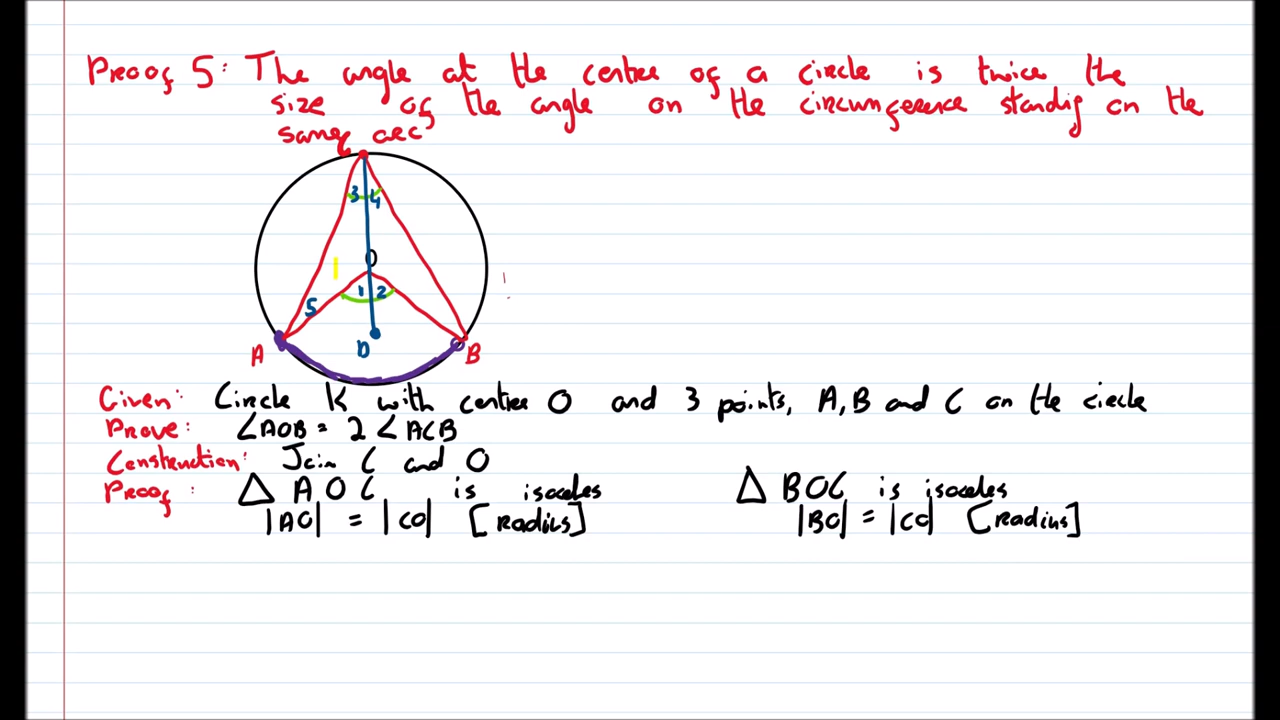 Proof 5: The angle at the centre of a circle is twice the
size of the angle on the circumference standing on the
same arc
3 4
O
1 2
5
A D B
Given: Circle K with centre O and 3 points, A, B and C on the circle
Prove: ∠AOB = 2 ∠ACB
Construction: Join C and O
Proof: Δ AOC is isoceles Δ BOC is isoceles
|AO| = |CO| [radius] |BO| = |CO| [radius]